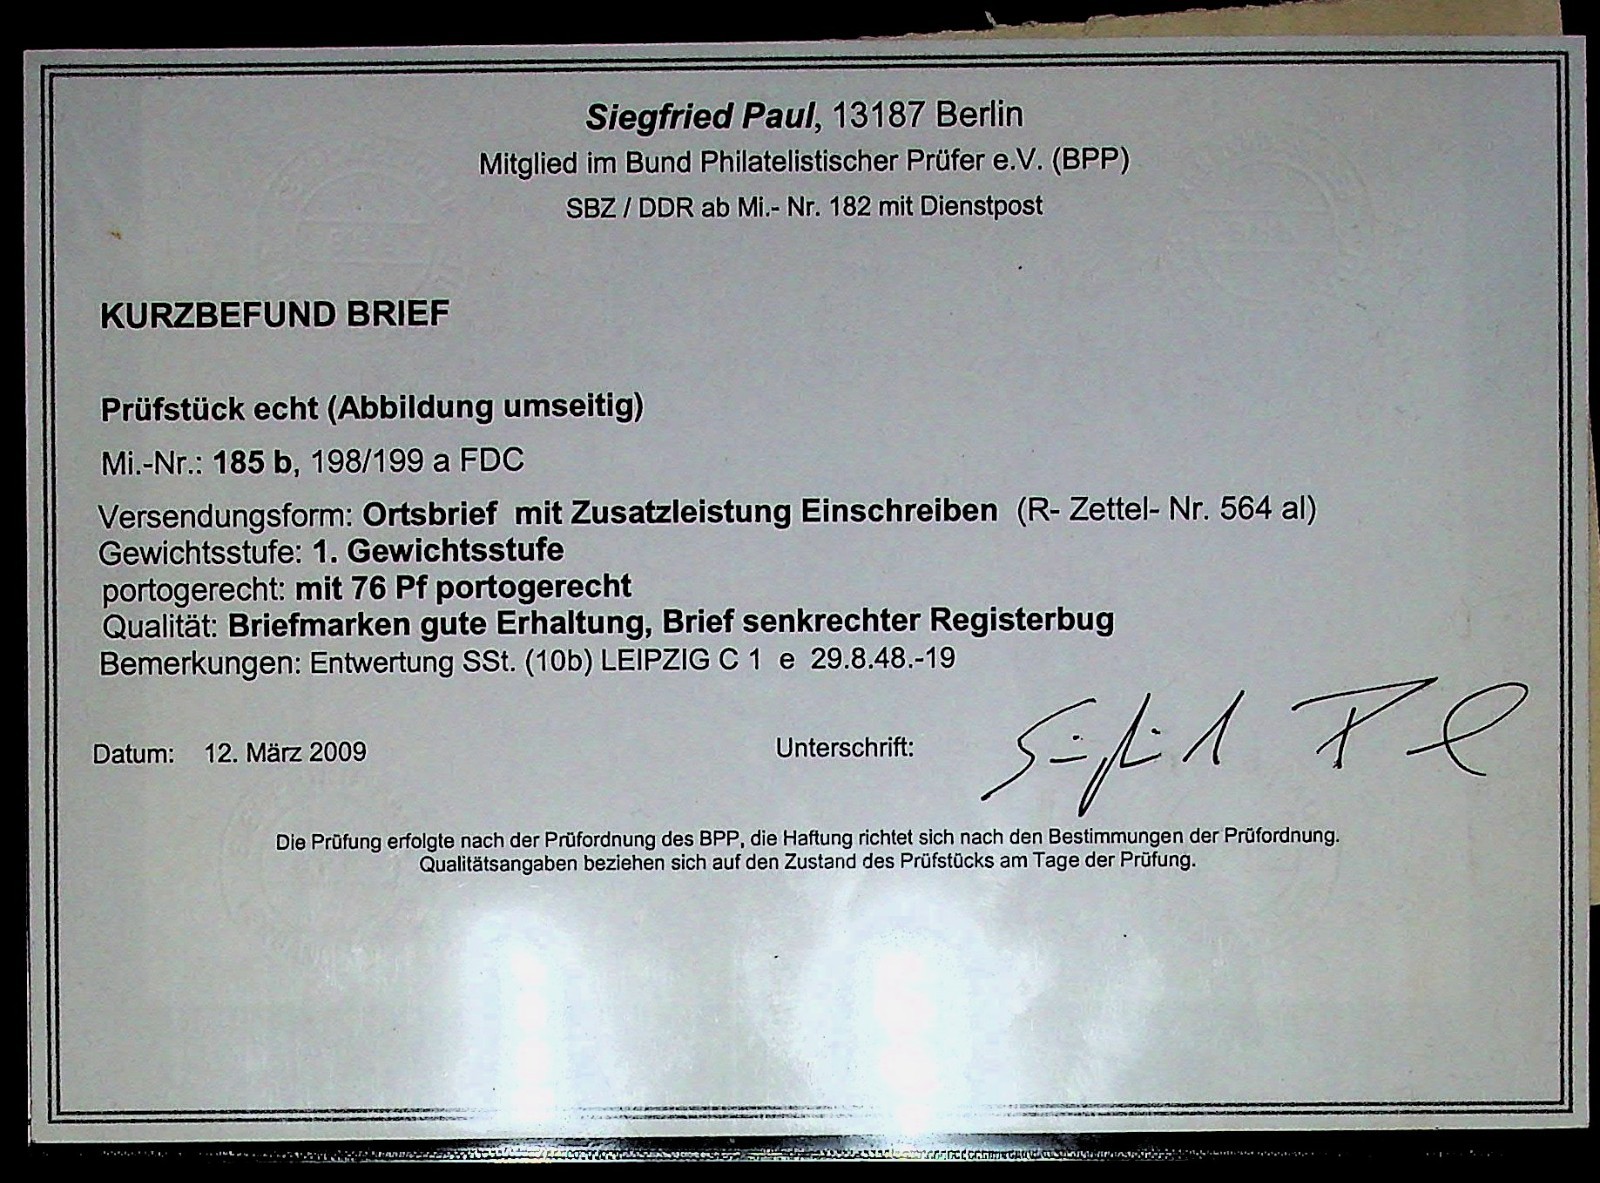 Siegfried Paul, 13187 Berlin
Mitglied im Bund Philatelistischer Prüfer e.V. (BPP)
SBZ / DDR ab Mi.- Nr. 182 mit Dienstpost
KURZBEFUND BRIEF
Prüfstück echt (Abbildung umseitig)
Mi.-Nr.: 185 b, 198/199 a FDC
Versendungsform: Ortsbrief mit Zusatzleistung Einschreiben (R- Zettel- Nr. 564 al)
Gewichtsstufe: 1. Gewichtsstufe
portogerecht: mit 76 Pf portogerecht
Qualität: Briefmarken gute Erhaltung, Brief senkrechter Registerbug
Bemerkungen: Entwertung SSt. (10b) LEIPZIG C 1 e 29.8.48.-19
Datum: 12. März 2009 Unterschrift: Siegfried Paul
Die Prüfung erfolgte nach der Prüfordnung des BPP, die Haftung richtet sich nach den Bestimmungen der Prüfordnung.
Qualitätsangaben beziehen sich auf den Zustand des Prüfstücks am Tage der Prüfung.